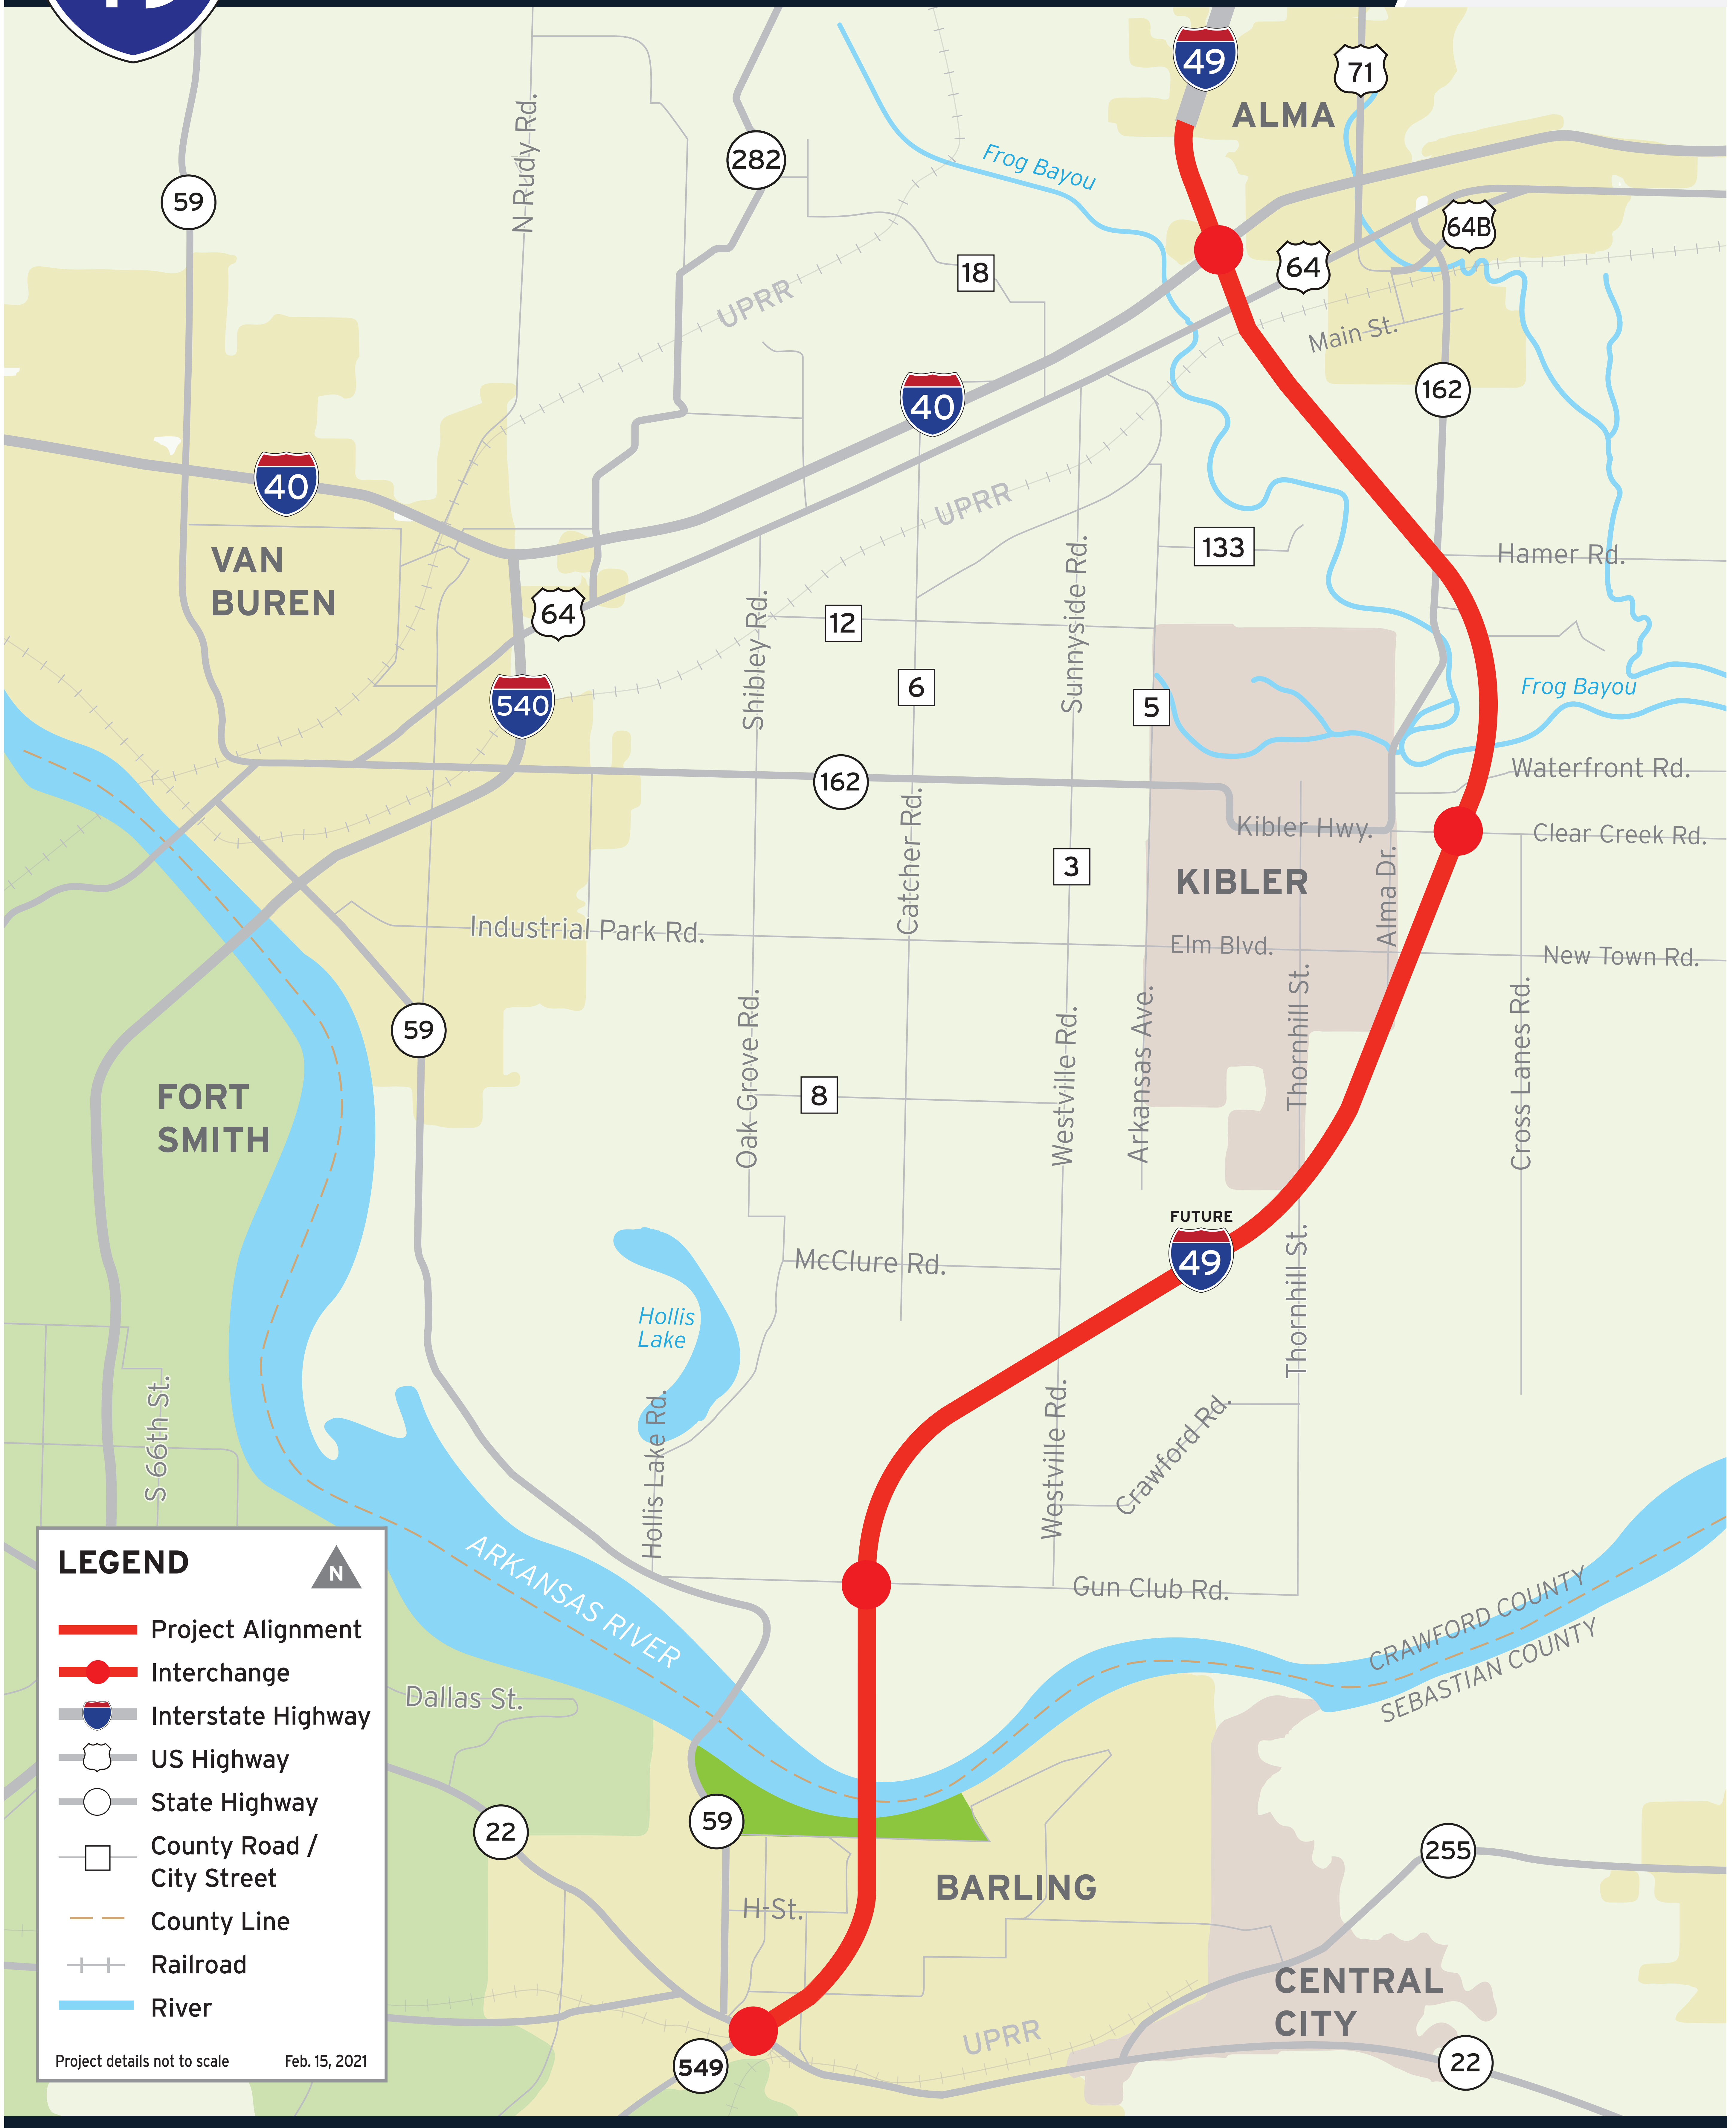 49
71
ALMA
N Rudy Rd.
282
Frog Bayou
59
64B
64
18
UPRR
Main St.
162
40
40
UPRR
133
Hamer Rd.
VAN
BUREN
64
12
Shibley Rd.
Sunnyside Rd.
6
5
540
Frog Bayou
162
Waterfront Rd.
Kibler Hwy.
Clear Creek Rd.
Catcher Rd.
3
KIBLER
Alma Dr.
Industrial Park Rd.
Elm Blvd.
New Town Rd.
59
Oak Grove Rd.
Westville Rd.
Arkansas Ave.
Thornhill St.
Cross Lanes Rd.
FORT
SMITH
8
FUTURE
49
McClure Rd.
Hollis
Lake
Thornhill St.
S 66th St.
Hollis Lake Rd.
Westville Rd.
Crawford Rd.
ARKANSAS RIVER
Gun Club Rd.
CRAWFORD COUNTY
SEBASTIAN COUNTY
Dallas St.
22
59
255
BARLING
H-St.
CENTRAL
CITY
UPRR
549
22
LEGEND
N
Project Alignment
Interchange
Interstate Highway
US Highway
State Highway
County Road /
City Street
County Line
Railroad
River
Project details not to scale
Feb. 15, 2021